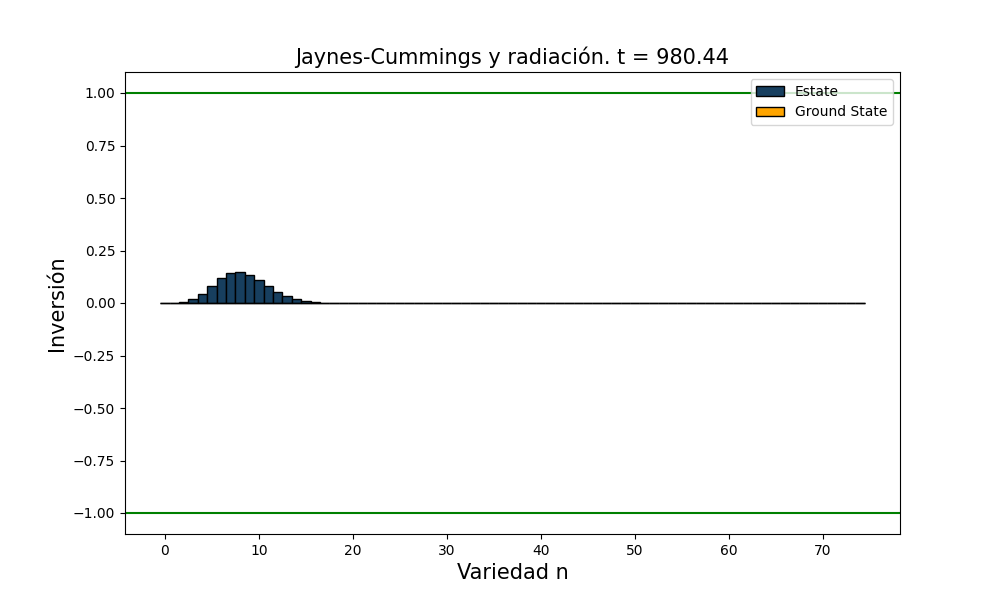 Jaynes-Cummings y radiación. t = 980.44
Estate
Ground State
Inversión
1.00
0.75
0.50
0.25
0.00
−0.25
−0.50
−0.75
−1.00
0 10 20 30 40 50 60 70
Variedad n